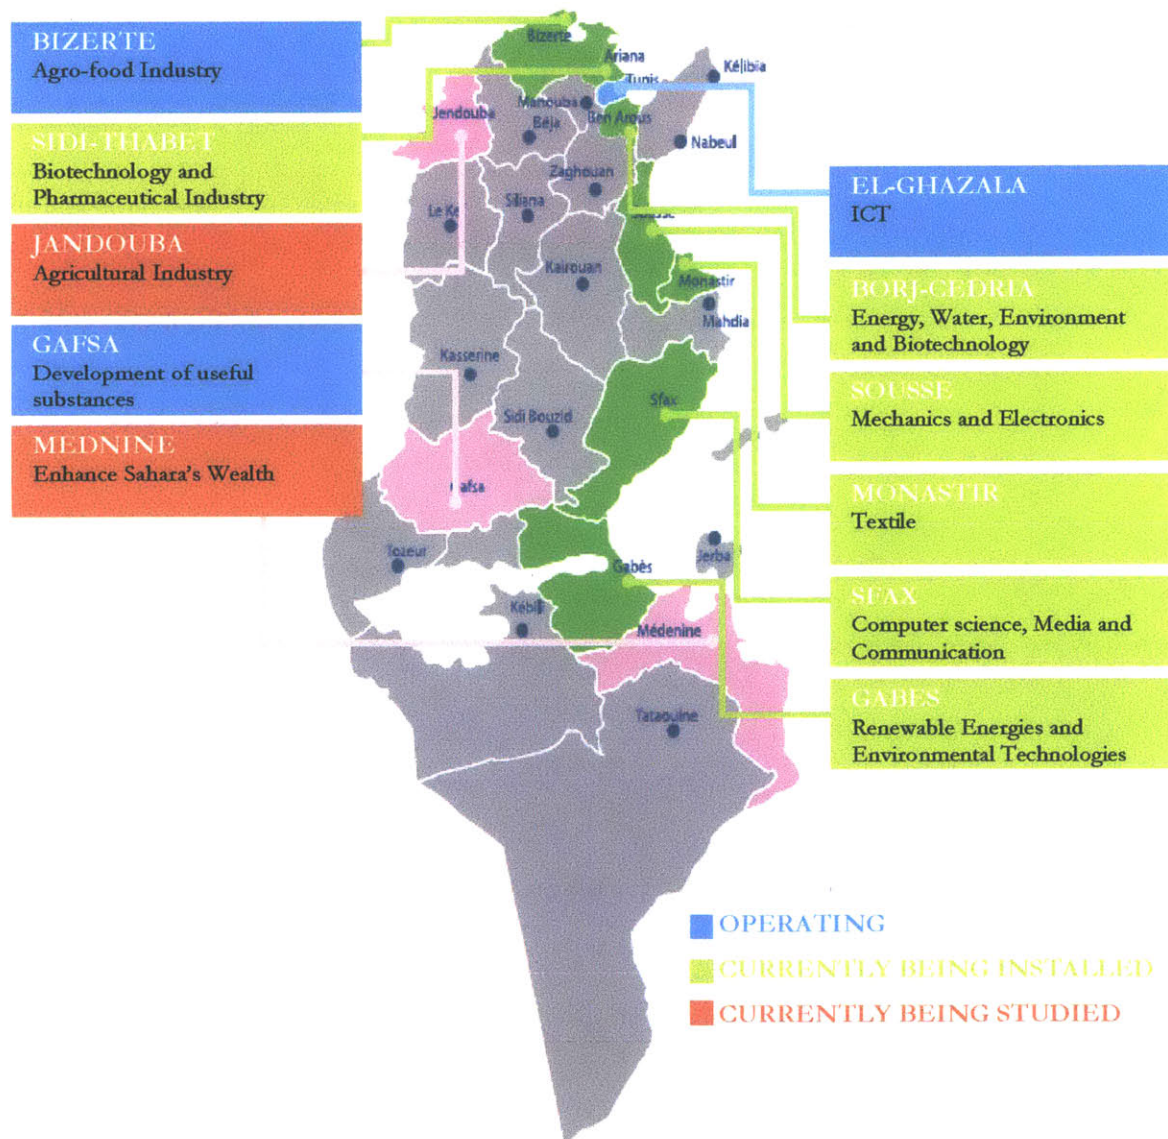 BIZERTE
Agro-food Industry
SIDI-THABET
Biotechnology and
Pharmaceutical Industry
JANDOUBA
Agricultural Industry
GAFSA
Development of useful
substances
MEDNINE
Enhance Sahara's Wealth
Bizerte
Ariana
Tunis
Kélibia
Jendouba
Manouba
Béja
Ben Arous
Nabeul
Zaghouan
Le Ke
Siliana
Sousse
Kairouan
Monastir
Mahdia
Kasserine
Sidi Bouzid
Sfax
Gafsa
Tozeur
Gabès
Jerba
Kébili
Médenine
Tataouine
EL-GHAZALA
ICT
BORJ-CEDRIA
Energy, Water, Environment
and Biotechnology
SOUSSE
Mechanics and Electronics
MONASTIR
Textile
SFAX
Computer science, Media and
Communication
GABES
Renewable Energies and
Environmental Technologies
OPERATING
CURRENTLY BEING INSTALLED
CURRENTLY BEING STUDIED